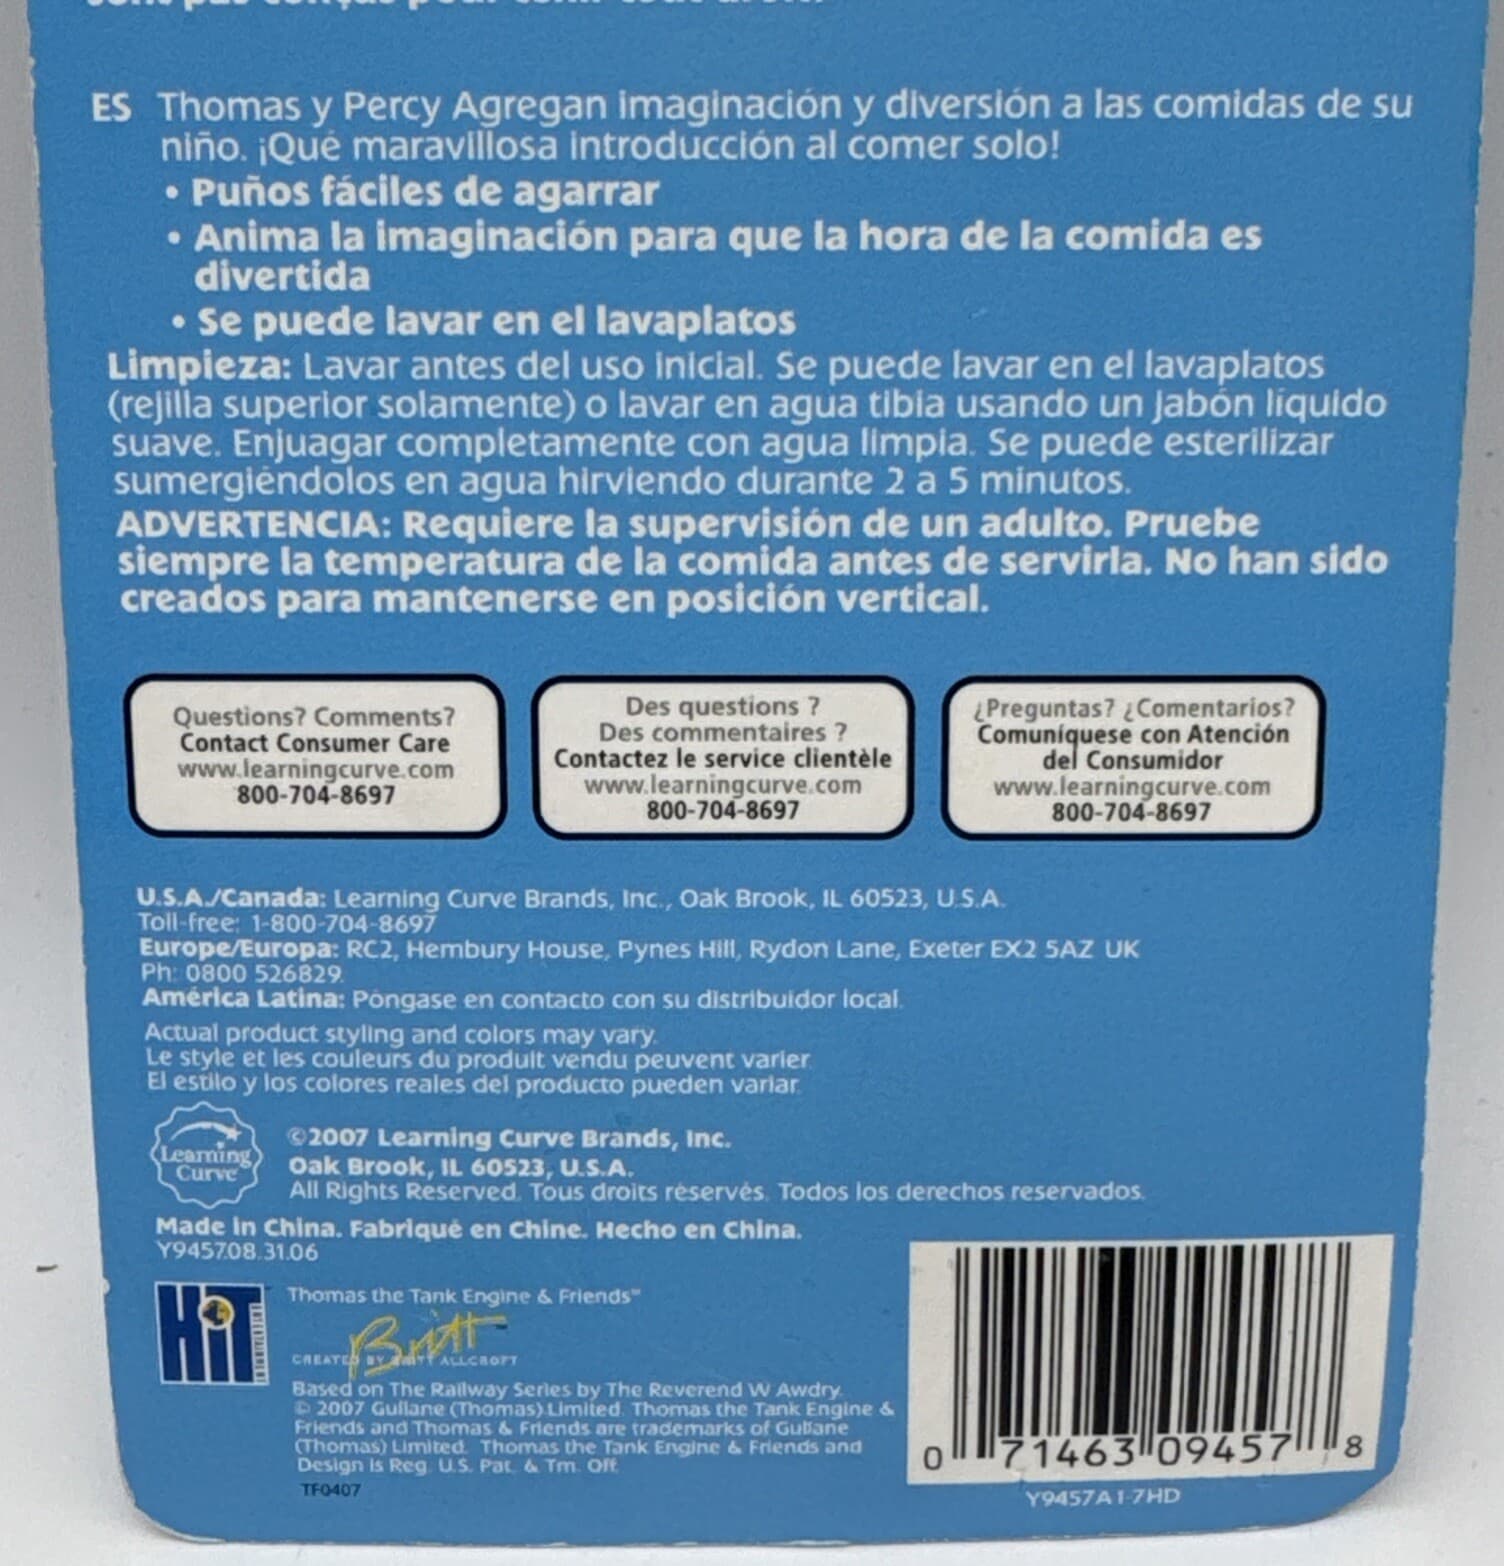 ES Thomas y Percy Agregan imaginación y diversión a las comidas de su
niño. ¡Qué maravillosa introducción al comer solo!
• Puños fáciles de agarrar
• Anima la imaginación para que la hora de la comida es
divertida
• Se puede lavar en el lavaplatos
Limpieza: Lavar antes del uso inicial. Se puede lavar en el lavaplatos
(rejilla superior solamente) o lavar en agua tibia usando un jabón líquido
suave. Enjuagar completamente con agua limpia. Se puede esterilizar
sumergiéndolos en agua hirviendo durante 2 a 5 minutos.
ADVERTENCIA: Requiere la supervisión de un adulto. Pruebe
siempre la temperatura de la comida antes de servirla. No han sido
creados para mantenerse en posición vertical.
Questions? Comments?
Contact Consumer Care
www.learningcurve.com
800-704-8697
Des questions ?
Des commentaires ?
Contactez le service clientèle
www.learningcurve.com
800-704-8697
¿Preguntas? ¿Comentarios?
Comuníquese con Atención
del Consumidor
www.learningcurve.com
800-704-8697
U.S.A./Canada: Learning Curve Brands, Inc., Oak Brook, IL 60523, U.S.A.
Toll-free: 1-800-704-8697
Europe/Europa: RC2, Hembury House, Pynes Hill, Rydon Lane, Exeter EX2 5AZ UK
Ph: 0800 526829.
América Latina: Póngase en contacto con su distribuidor local.
Actual product styling and colors may vary.
Le style et les couleurs du produit vendu peuvent varier.
El estilo y los colores reales del producto pueden variar.
Learning
Curve
©2007 Learning Curve Brands, Inc.
Oak Brook, IL 60523, U.S.A.
All Rights Reserved. Tous droits réservés. Todos los derechos reservados.
Made in China. Fabriqué en Chine. Hecho en China.
Y945708.31.06
HiT
ENTERTAINMENT
Thomas the Tank Engine & Friends™
Britt
CREATED BY BRITT ALLCROFT
Based on The Railway Series by The Reverend W Awdry.
© 2007 Gullane (Thomas) Limited. Thomas the Tank Engine &
Friends and Thomas & Friends are trademarks of Gullane
(Thomas) Limited. Thomas the Tank Engine & Friends and
Design is Reg. U.S. Pat. & Tm. Off.
TF0407
0 71463 09457 8
Y9457A1-7HD